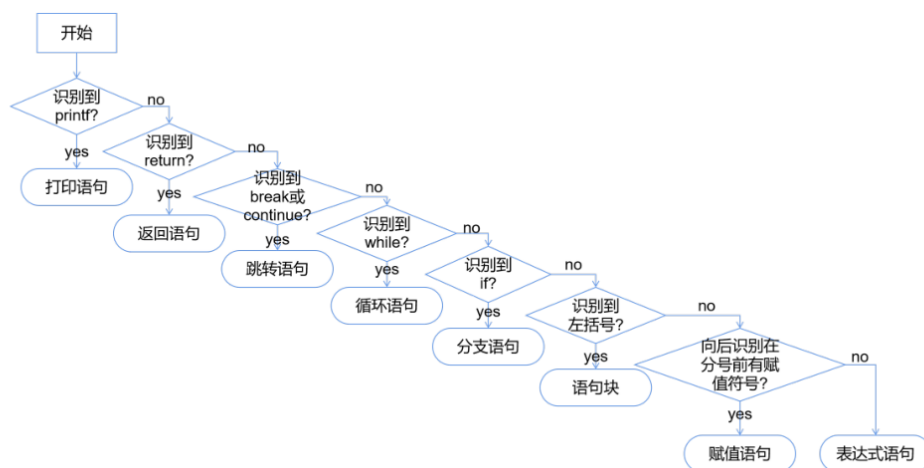 开始
识别到
printf?
no
yes
打印语句
识别到
return?
no
yes
返回语句
识别到
break或
continue?
no
yes
跳转语句
识别到
while?
no
yes
循环语句
识别到
if?
no
yes
分支语句
识别到
左括号?
no
yes
语句块
向后识别在
分号前有赋
值符号?
no
yes
赋值语句
表达式语句